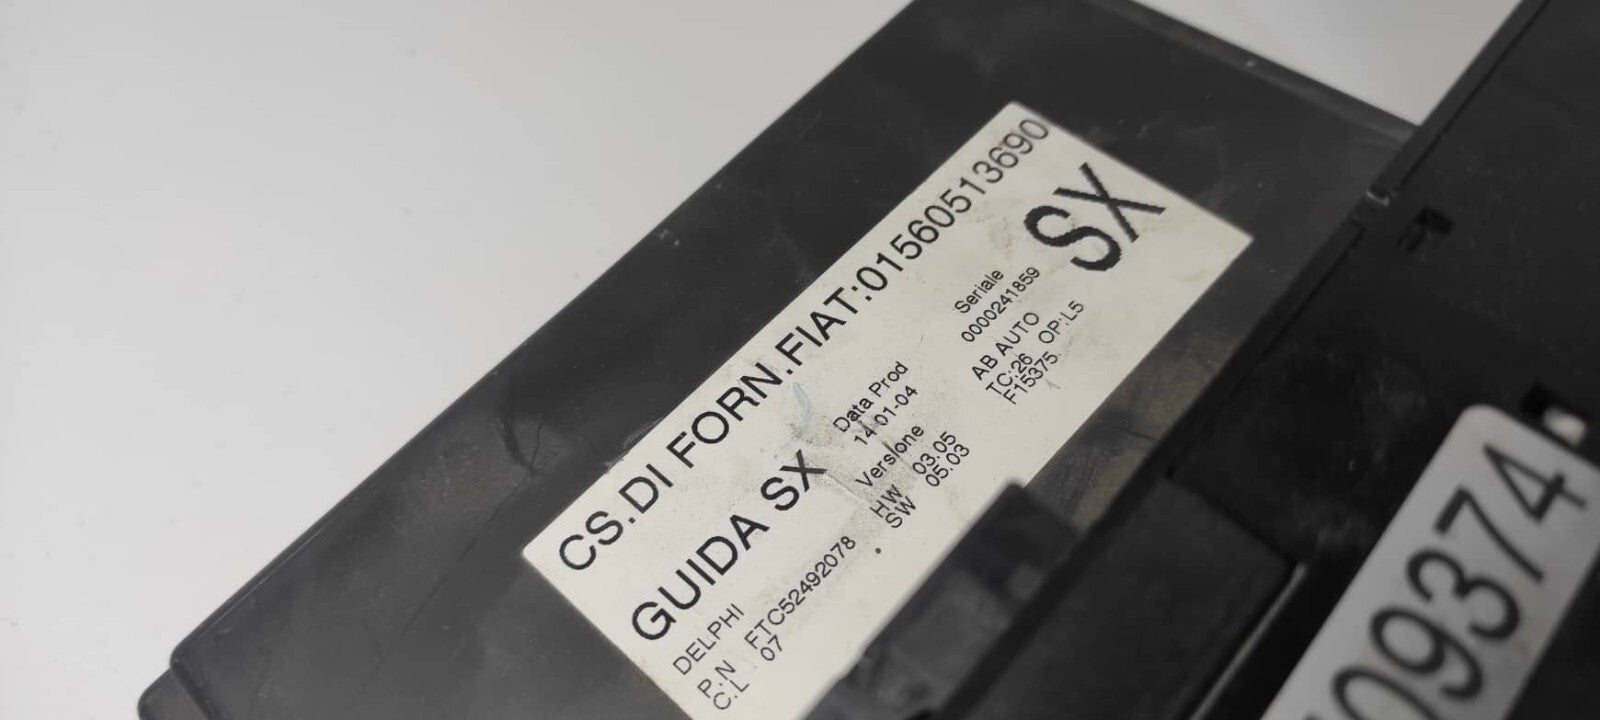 CS.DI FORN.FIAT:01560513690
GUIDA SX
SX
DELPHI
P.N FTC52492078
C.L 07
Data Prod
14-01-04
Versione
HW 03.05
SW 05.03
Seriale
0000241859
AB AUTO
TC:26 OP:L5
F15375
09374